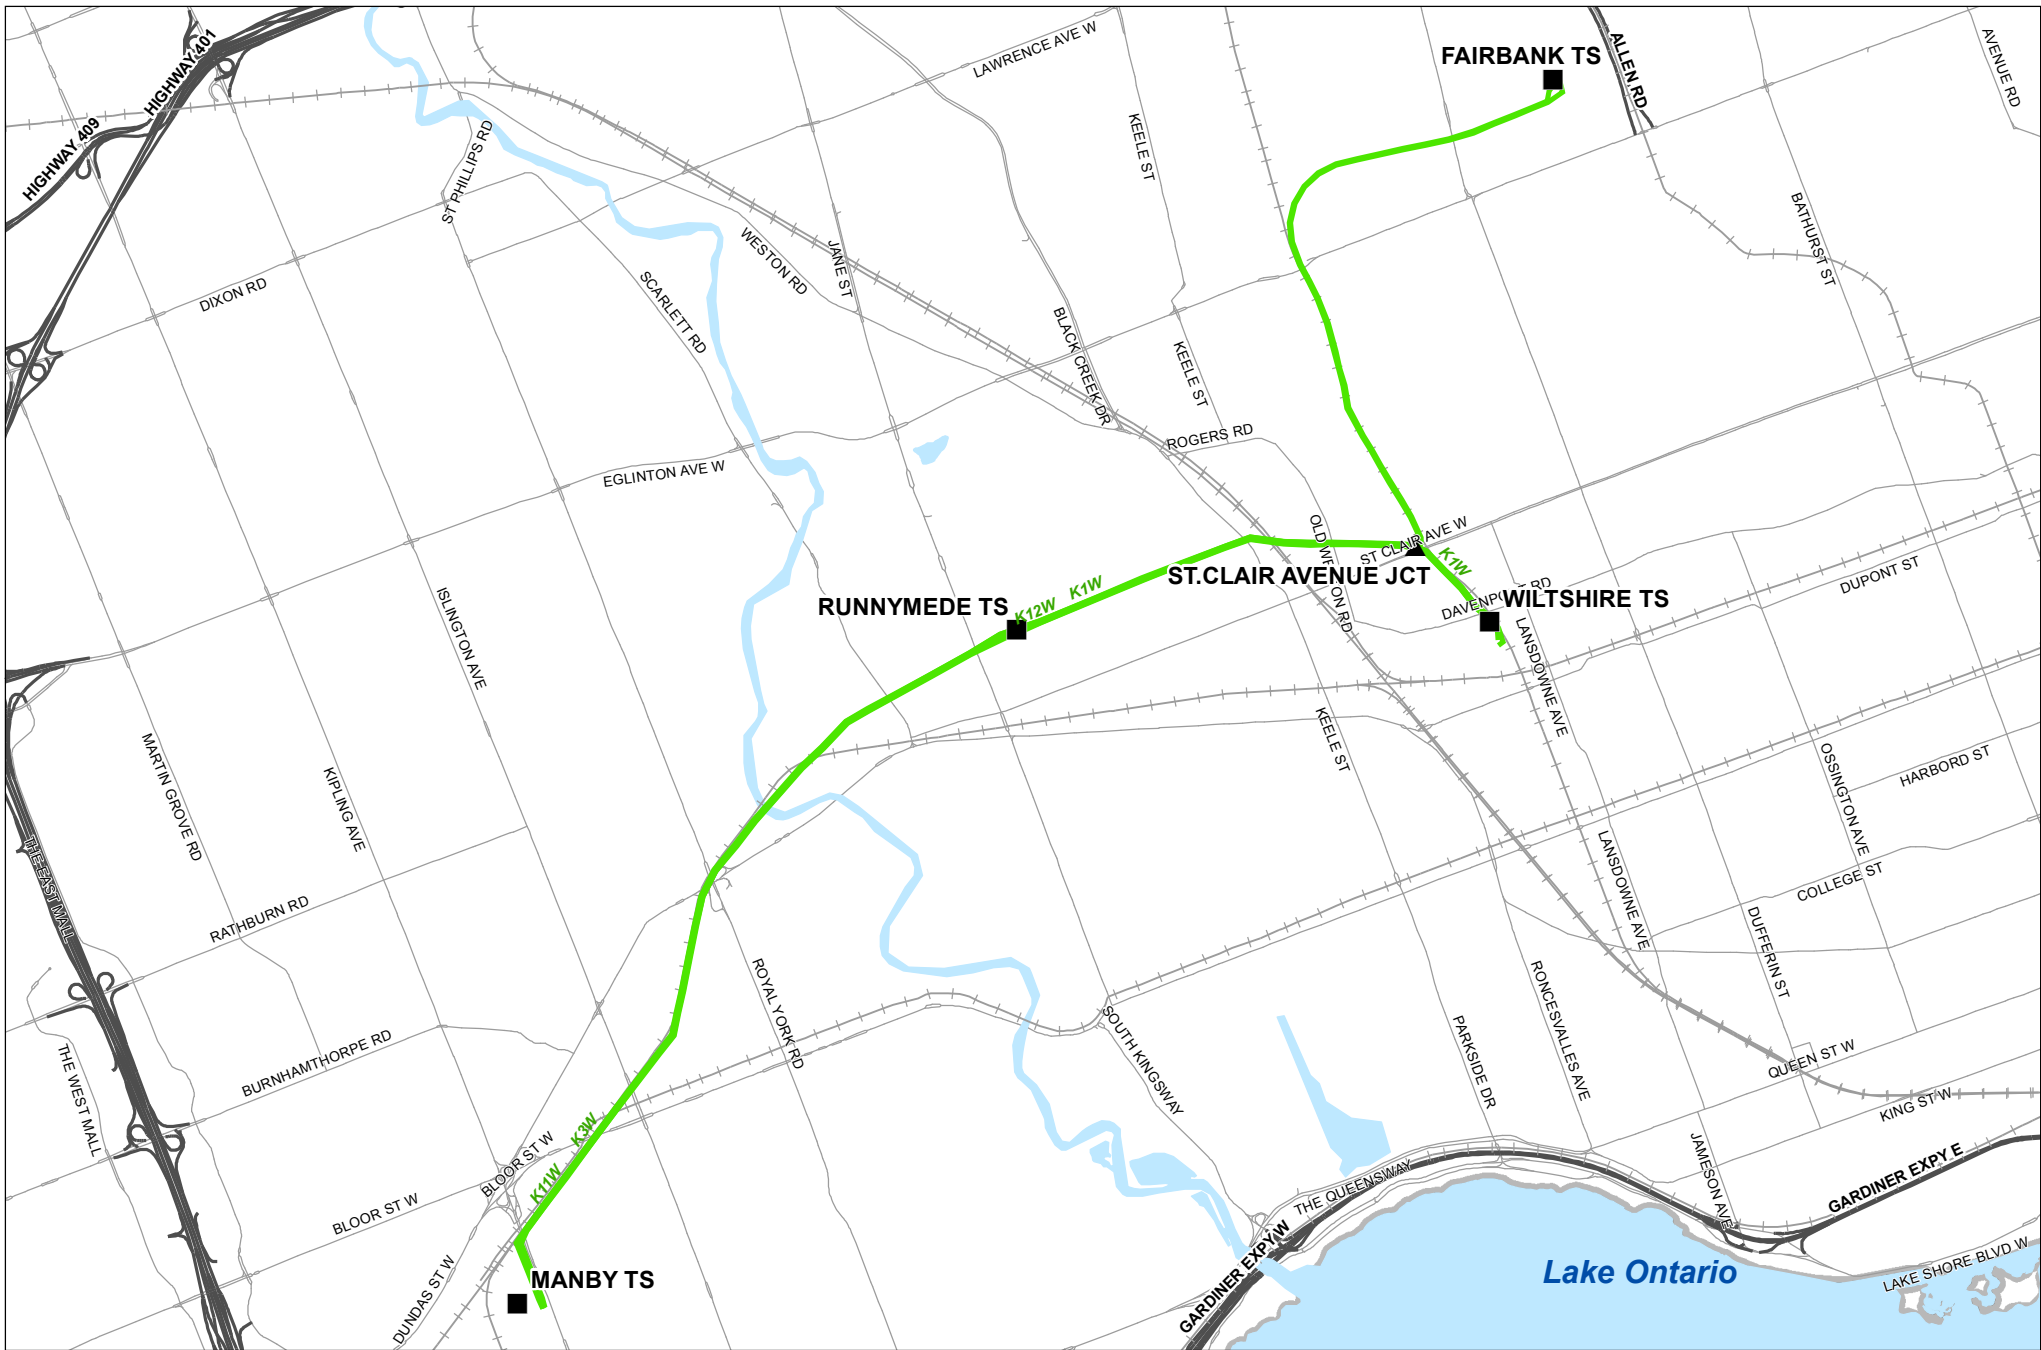 HIGHWAY 401
HIGHWAY 409
ST PHILLIPS RD
LAWRENCE AVE W
FAIRBANK TS
ALLEN RD
AVENUE RD
KEELE ST
DIXON RD
WESTON RD
JANE ST
SCARLETT RD
BATHURST ST
BLACK CREEK DR
KEELE ST
ROGERS RD
EGLINTON AVE W
ST CLAIR AVE W
K1W
ST.CLAIR AVENUE JCT
DUPONT ST
DAVENPORT RD
WILTSHIRE TS
RUNNYMEDE TS
K12W
K1W
ISLINGTON AVE
LANSDOWNE AVE
MARTIN GROVE RD
KIPLING AVE
KEELE ST
OSSINGTON AVE
HARBORD ST
THE EAST MALL
RATHBURN RD
LANSDOWNE AVE
COLLEGE ST
DUFFERIN ST
ROYAL YORK RD
RONCESVALLES AVE
SOUTH KINGSWAY
PARKSIDE DR
THE WEST MALL
BURNHAMTHORPE RD
QUEEN ST W
KING ST W
K3W
K11W
BLOOR ST W
BLOOR ST W
JAMESON AVE
THE QUEENSWAY
GARDINER EXPY E
GARDINER EXPY W
DUNDAS ST W
MANBY TS
Lake Ontario
LAKE SHORE BLVD W